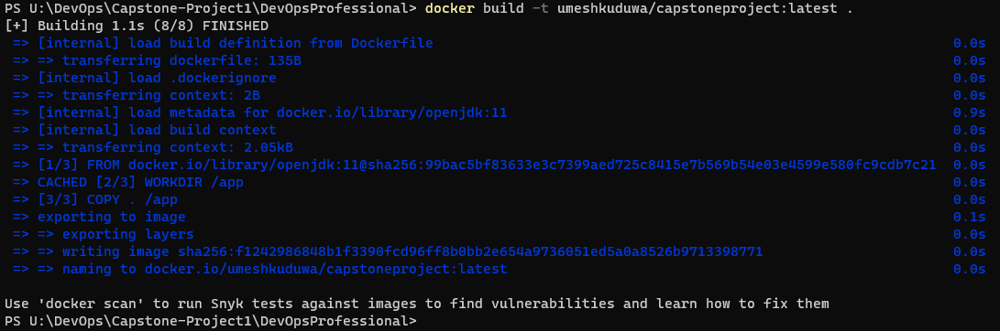 PS U:\DevOps\Capstone-Project1\DevOpsProfessional> docker build -t umeshkuduwa/capstoneproject:latest .
[+] Building 1.1s (8/8) FINISHED
=> [internal] load build definition from Dockerfile 0.0s
=> => transferring dockerfile: 135B 0.0s
=> [internal] load .dockerignore 0.0s
=> => transferring context: 2B 0.0s
=> [internal] load metadata for docker.io/library/openjdk:11 0.9s
=> [internal] load build context 0.0s
=> => transferring context: 2.05kB 0.0s
=> [1/3] FROM docker.io/library/openjdk:11@sha256:99bac5bf83633e3c7399aed725c8415e7b569b54e03e4599e580fc9cdb7c21 0.0s
=> CACHED [2/3] WORKDIR /app 0.0s
=> [3/3] COPY . /app 0.0s
=> exporting to image 0.1s
=> => exporting layers 0.0s
=> => writing image sha256:f1242986848b1f3390fcd96ff8b0bb2e654a9736051ed5a0a8526b9713398771 0.0s
=> => naming to docker.io/umeshkuduwa/capstoneproject:latest 0.0s
Use 'docker scan' to run Snyk tests against images to find vulnerabilities and learn how to fix them
PS U:\DevOps\Capstone-Project1\DevOpsProfessional>